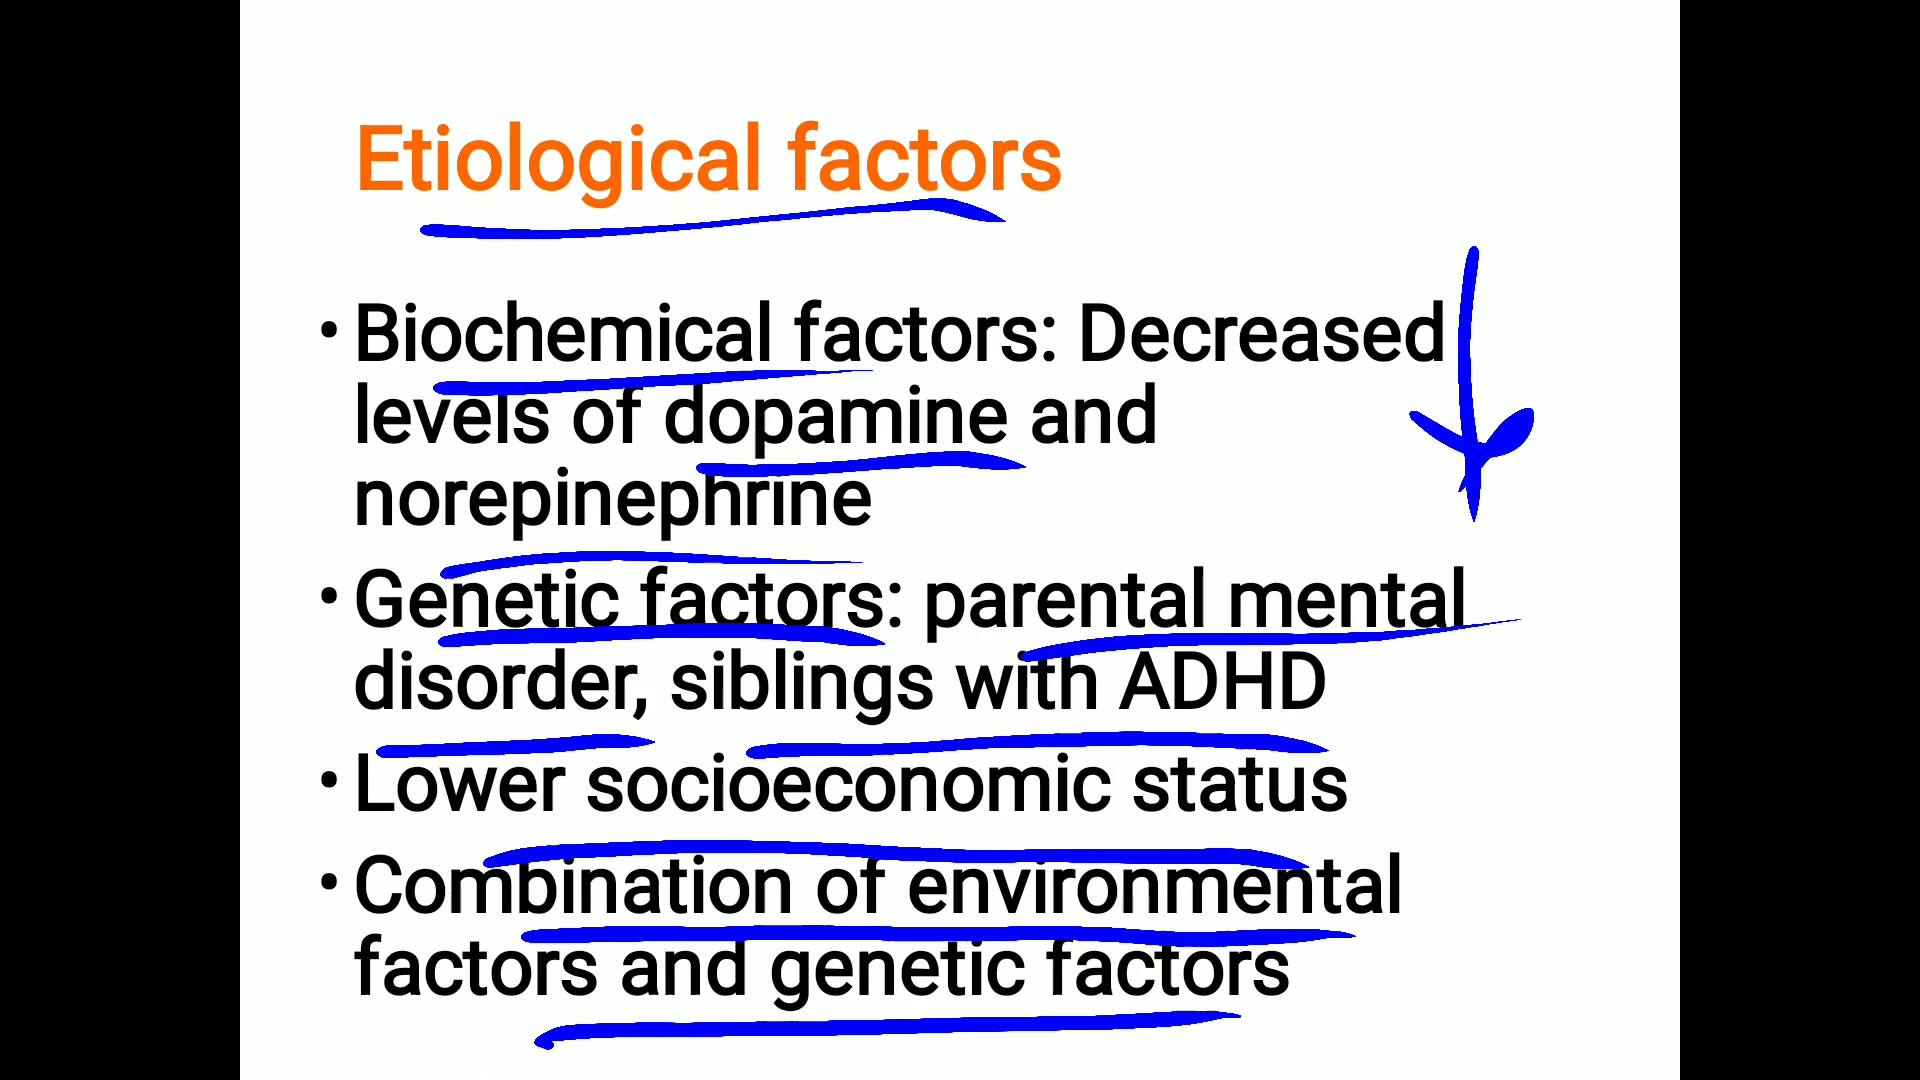 Etiological factors
• Biochemical factors: Decreased
levels of dopamine and
norepinephrine
• Genetic factors: parental mental
disorder, siblings with ADHD
• Lower socioeconomic status
• Combination of environmental
factors and genetic factors